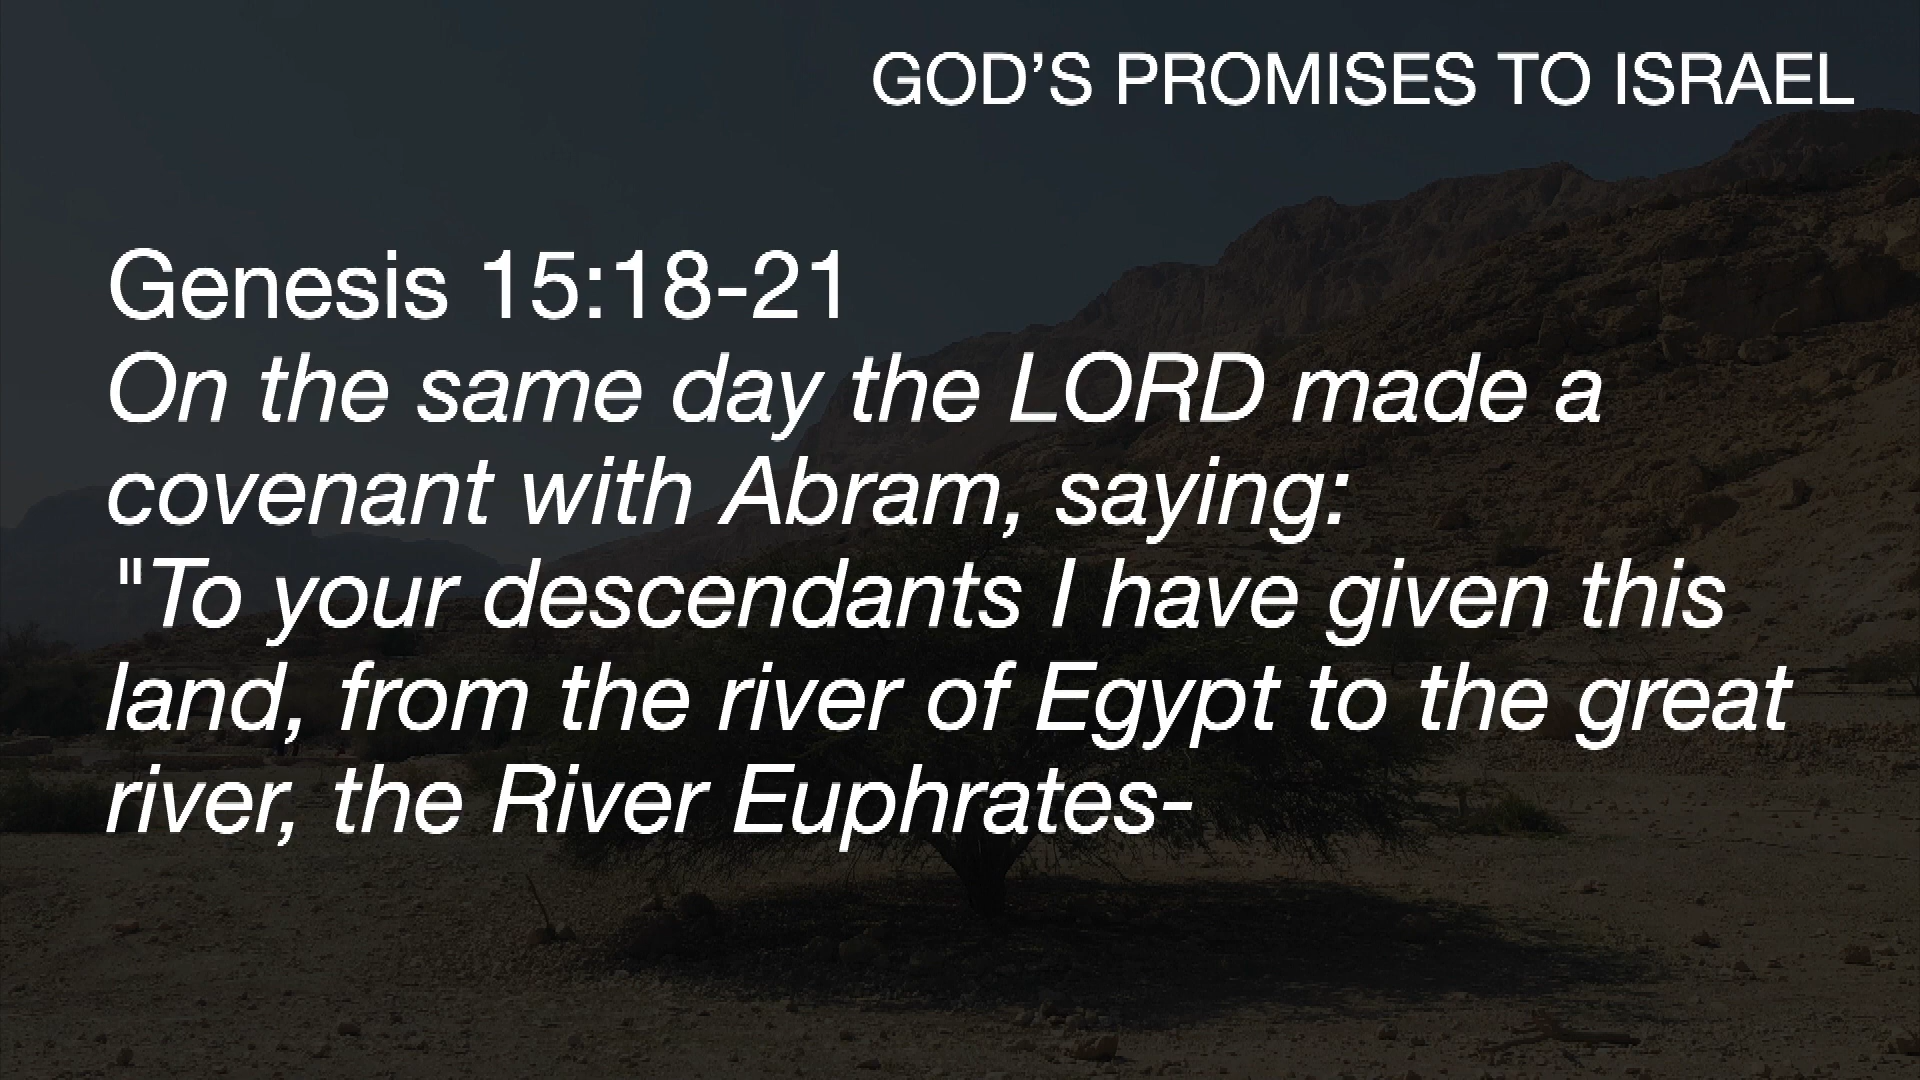 GOD’S PROMISES TO ISRAEL
Genesis 15:18-21
On the same day the LORD made a
covenant with Abram, saying:
"To your descendants I have given this
land, from the river of Egypt to the great
river, the River Euphrates-